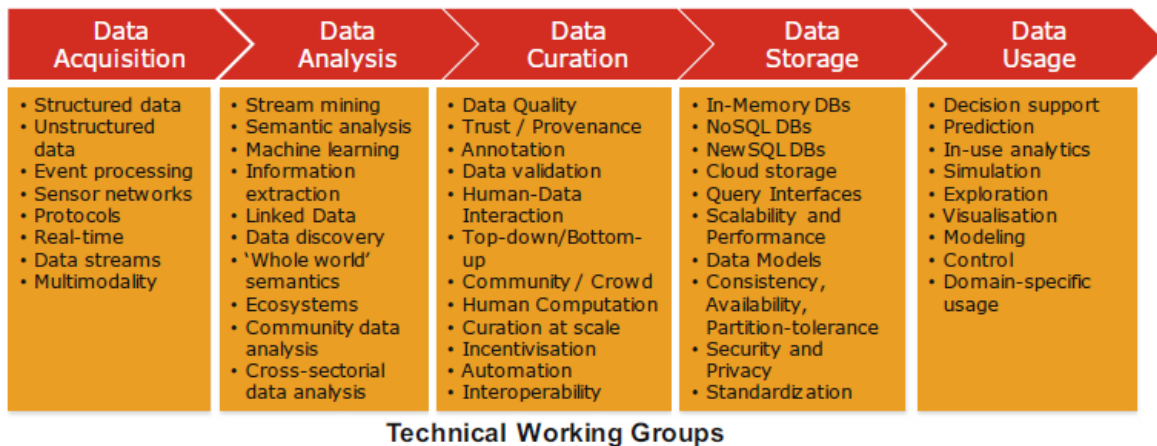 Data
Acquisition
Data
Analysis
Data
Curation
Data
Storage
Data
Usage
• Structured data
• Unstructured
data
• Event processing
• Sensor networks
• Protocols
• Real-time
• Data streams
• Multimodality
• Stream mining
• Semantic analysis
• Machine learning
• Information
extraction
• Linked Data
• Data discovery
• ‘Whole world’
semantics
• Ecosystems
• Community data
analysis
• Cross-sectorial
data analysis
• Data Quality
• Trust / Provenance
• Annotation
• Data validation
• Human-Data
Interaction
• Top-down/Bottom-
up
• Community / Crowd
• Human Computation
• Curation at scale
• Incentivisation
• Automation
• Interoperability
• In-Memory DBs
• NoSQL DBs
• NewSQL DBs
• Cloud storage
• Query Interfaces
• Scalability and
Performance
• Data Models
• Consistency,
Availability,
Partition-tolerance
• Security and
Privacy
• Standardization
• Decision support
• Prediction
• In-use analytics
• Simulation
• Exploration
• Visualisation
• Modeling
• Control
• Domain-specific
usage
Technical Working Groups